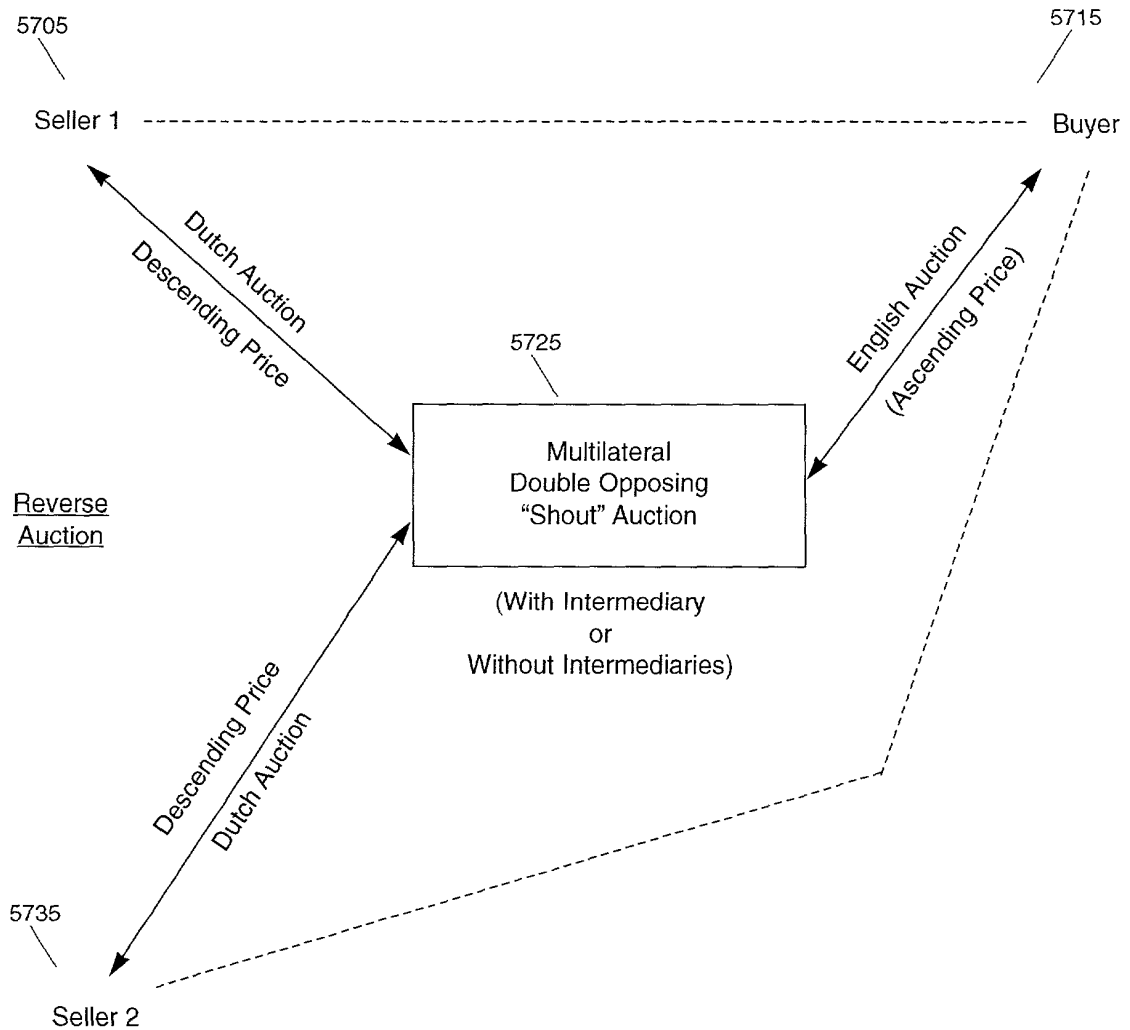 5705
5715
Seller 1
Buyer
Dutch Auction
Descending Price
English Auction
(Ascending Price)
5725
Multilateral
Double Opposing
“Shout” Auction
Reverse
Auction
(With Intermediary
or
Without Intermediaries)
Descending Price
Dutch Auction
5735
Seller 2